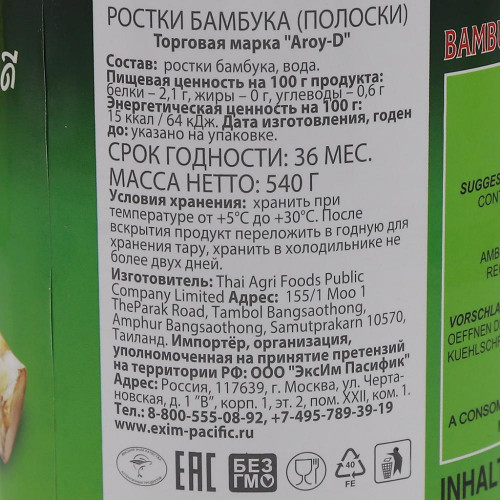 РОСТКИ БАМБУКА (ПОЛОСКИ)
Торговая марка "Aroy-D"
Состав: ростки бамбука, вода.
Пищевая ценность на 100 г продукта:
белки – 2,1 г, жиры – 0 г, углеводы – 0,6 г
Энергетическая ценность на 100 г:
15 ккал / 64 кДж. Дата изготовления, годен
до: указано на упаковке.
СРОК ГОДНОСТИ: 36 МЕС.
МАССА НЕТТО: 540 Г
Условия хранения: хранить при
температуре от +5°С до +30°С. После
вскрытия продукт переложить в годную для
хранения тару, хранить в холодильнике не
более двух дней.
Изготовитель: Thai Agri Foods Public
Company Limited Адрес: 155/1 Moo 1
TheParak Road, Tambol Bangsaothong,
Amphur Bangsaothong, Samutprakarn 10570,
Таиланд. Импортёр, организация,
уполномоченная на принятие претензий
на территории РФ: ООО "ЭксИм Пасифик"
Адрес: Россия, 117639, г. Москва, ул. Черта-
новская, д. 1 "В", корп. 1, эт. 2, пом. XXII, ком. 1.
Тел.: 8-800-555-08-92, +7-495-789-39-19
www.exim-pacific.ru
ЕАС
БЕЗ
ГМО
40
FE
BAMBU
SUGGES
CONT
AMB
RE
VORSCHLA
OEFFNEN D
KUEHLSCHR
A CONSOM
INHALT